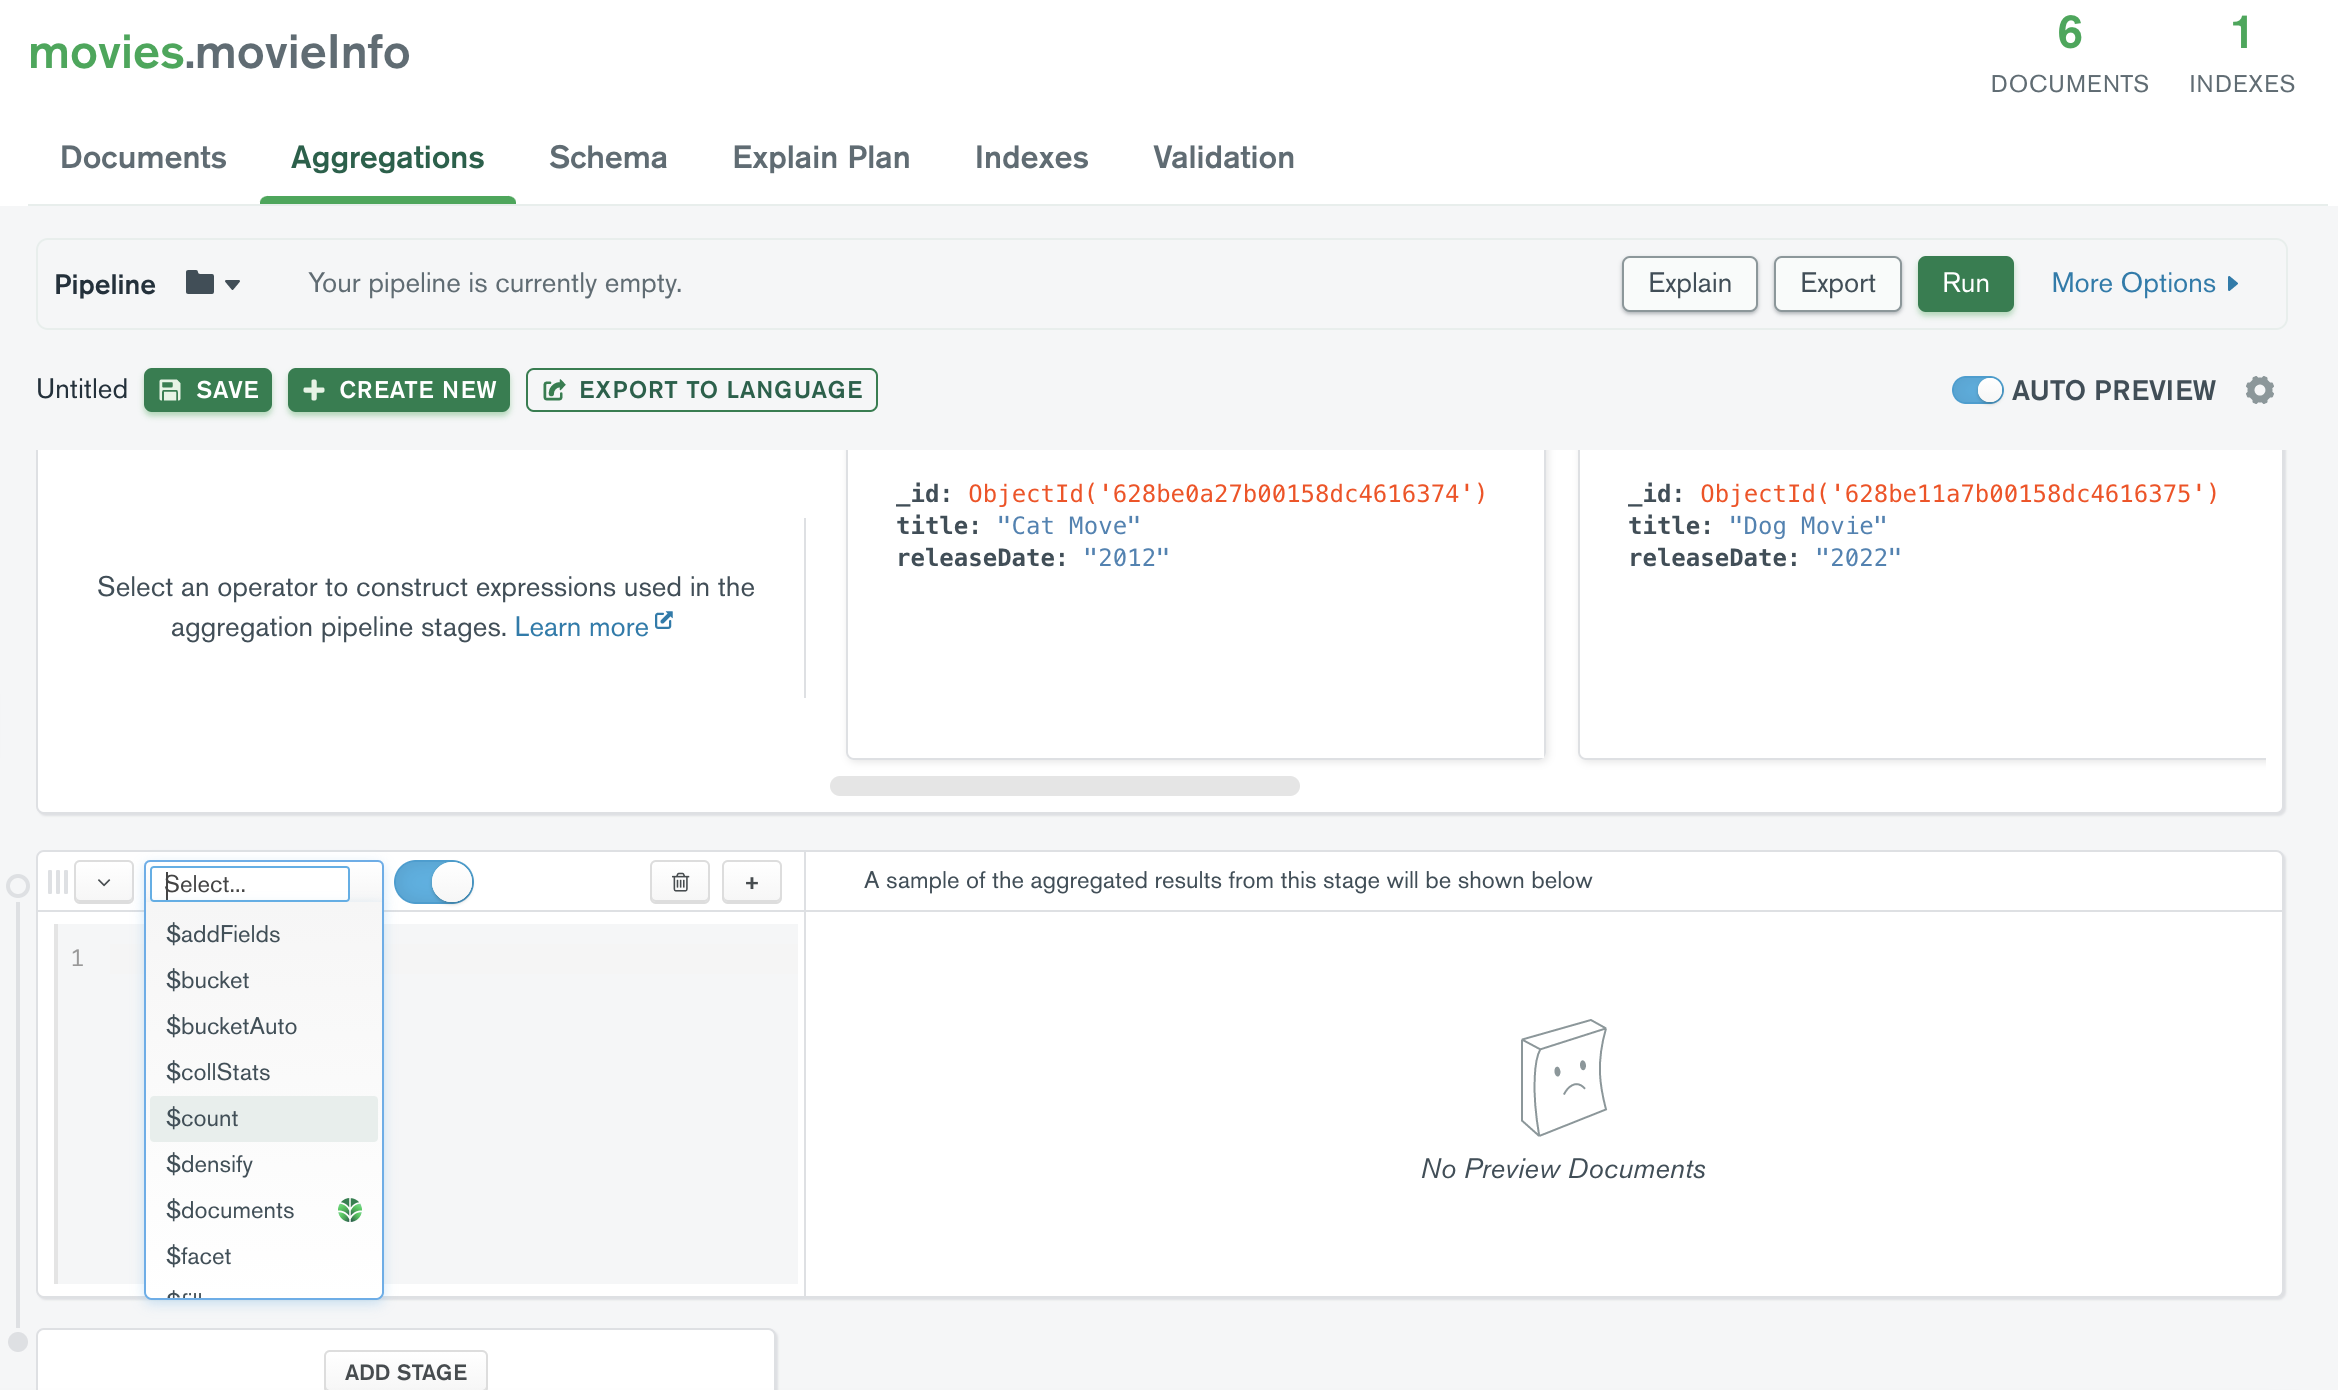 movies.movieInfo
6
DOCUMENTS
1
INDEXES
Documents
Aggregations
Schema
Explain Plan
Indexes
Validation
Pipeline
Your pipeline is currently empty.
Explain
Export
Run
More Options
Untitled
SAVE
CREATE NEW
EXPORT TO LANGUAGE
AUTO PREVIEW
Select an operator to construct expressions used in the
aggregation pipeline stages. Learn more
_id: ObjectId('628be0a27b00158dc4616374')
title: "Cat Move"
releaseDate: "2012"
_id: ObjectId('628be11a7b00158dc4616375')
title: "Dog Movie"
releaseDate: "2022"
Select...
A sample of the aggregated results from this stage will be shown below
1
$addFields
$bucket
$bucketAuto
$collStats
$count
$densify
$documents
$facet
No Preview Documents
ADD STAGE